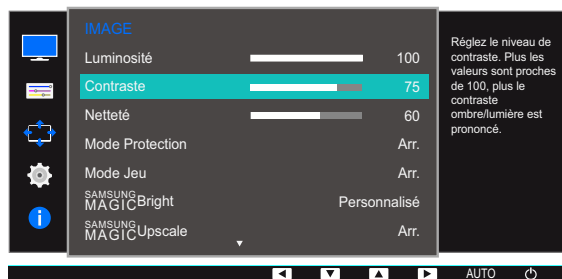 IMAGE
Luminosité 100
Contraste 75
Netteté 60
Mode Protection Arr.
Mode Jeu Arr.
SAMSUNG MAGIC Bright Personnalisé
SAMSUNG MAGIC Upscale Arr.
Réglez le niveau de
contraste. Plus les
valeurs sont proches
de 100, plus le
contraste
ombre/lumière est
prononcé.
AUTO